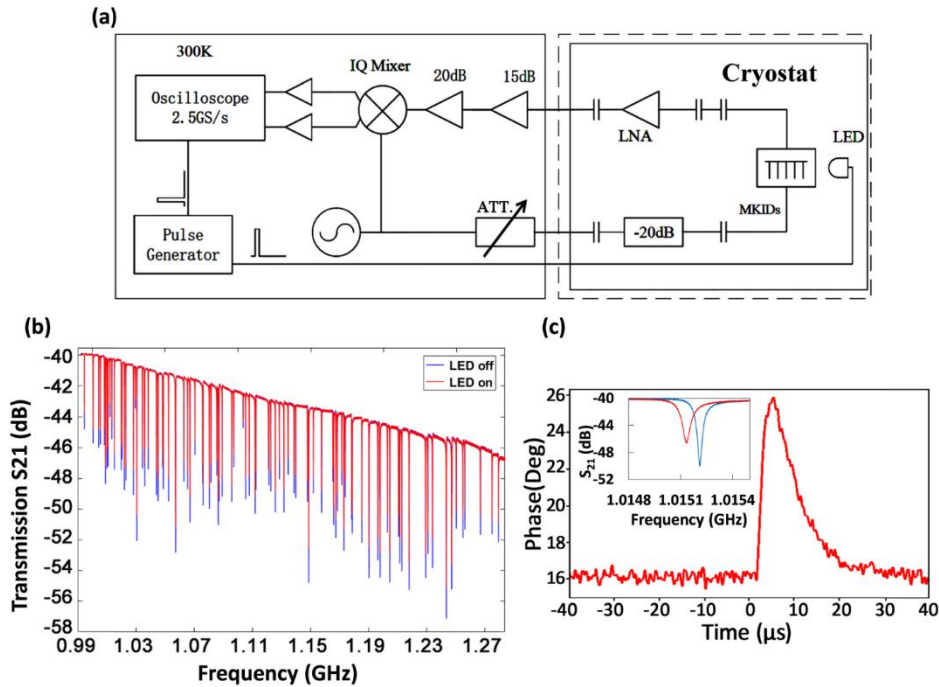 (a)
300K
Oscilloscope
2.5GS/s
IQ Mixer
20dB
15dB
Cryostat
LNA
LED
MKIDs
ATT.
-20dB
Pulse
Generator
(b)
Transmission S21 (dB)
-40
-42
-44
-46
-48
-50
-52
-54
-56
-58
LED off
LED on
0.99 1.03 1.07 1.11 1.15 1.19 1.23 1.27
Frequency (GHz)
(c)
Phase(Deg)
26
24
22
20
18
16
S21 (dB)
-40
-44
-48
-52
1.0148 1.0151 1.0154
Frequency (GHz)
-40 -30 -20 -10 0 10 20 30 40
Time (μs)